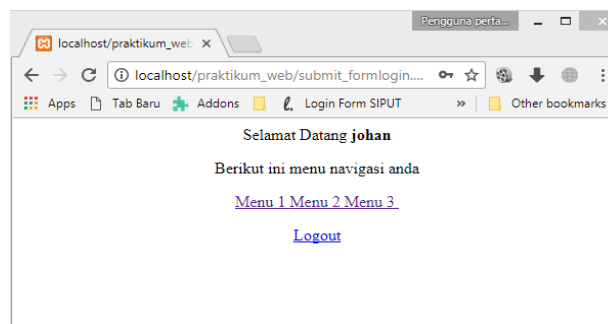 Pengguna perta...
localhost/praktikum_web
localhost/praktikum_web/submit_formlogin....
Apps Tab Baru Addons Login Form SIPUT » Other bookmarks
Selamat Datang johan
Berikut ini menu navigasi anda
Menu 1 Menu 2 Menu 3
Logout